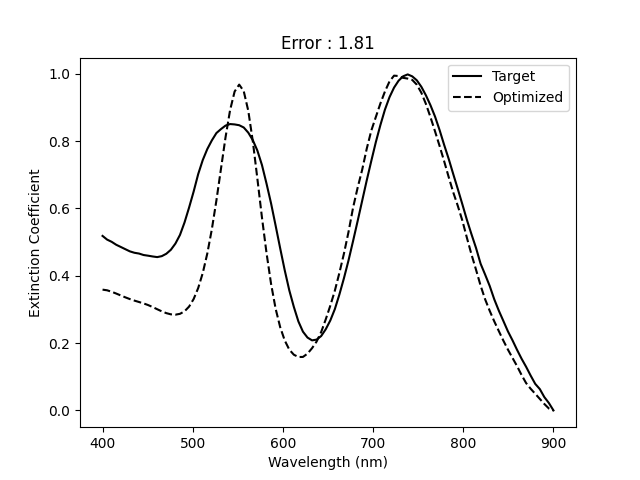 Error : 1.81
Target
Optimized
1.0
0.8
0.6
0.4
0.2
0.0
Extinction Coefficient
400 500 600 700 800 900
Wavelength (nm)